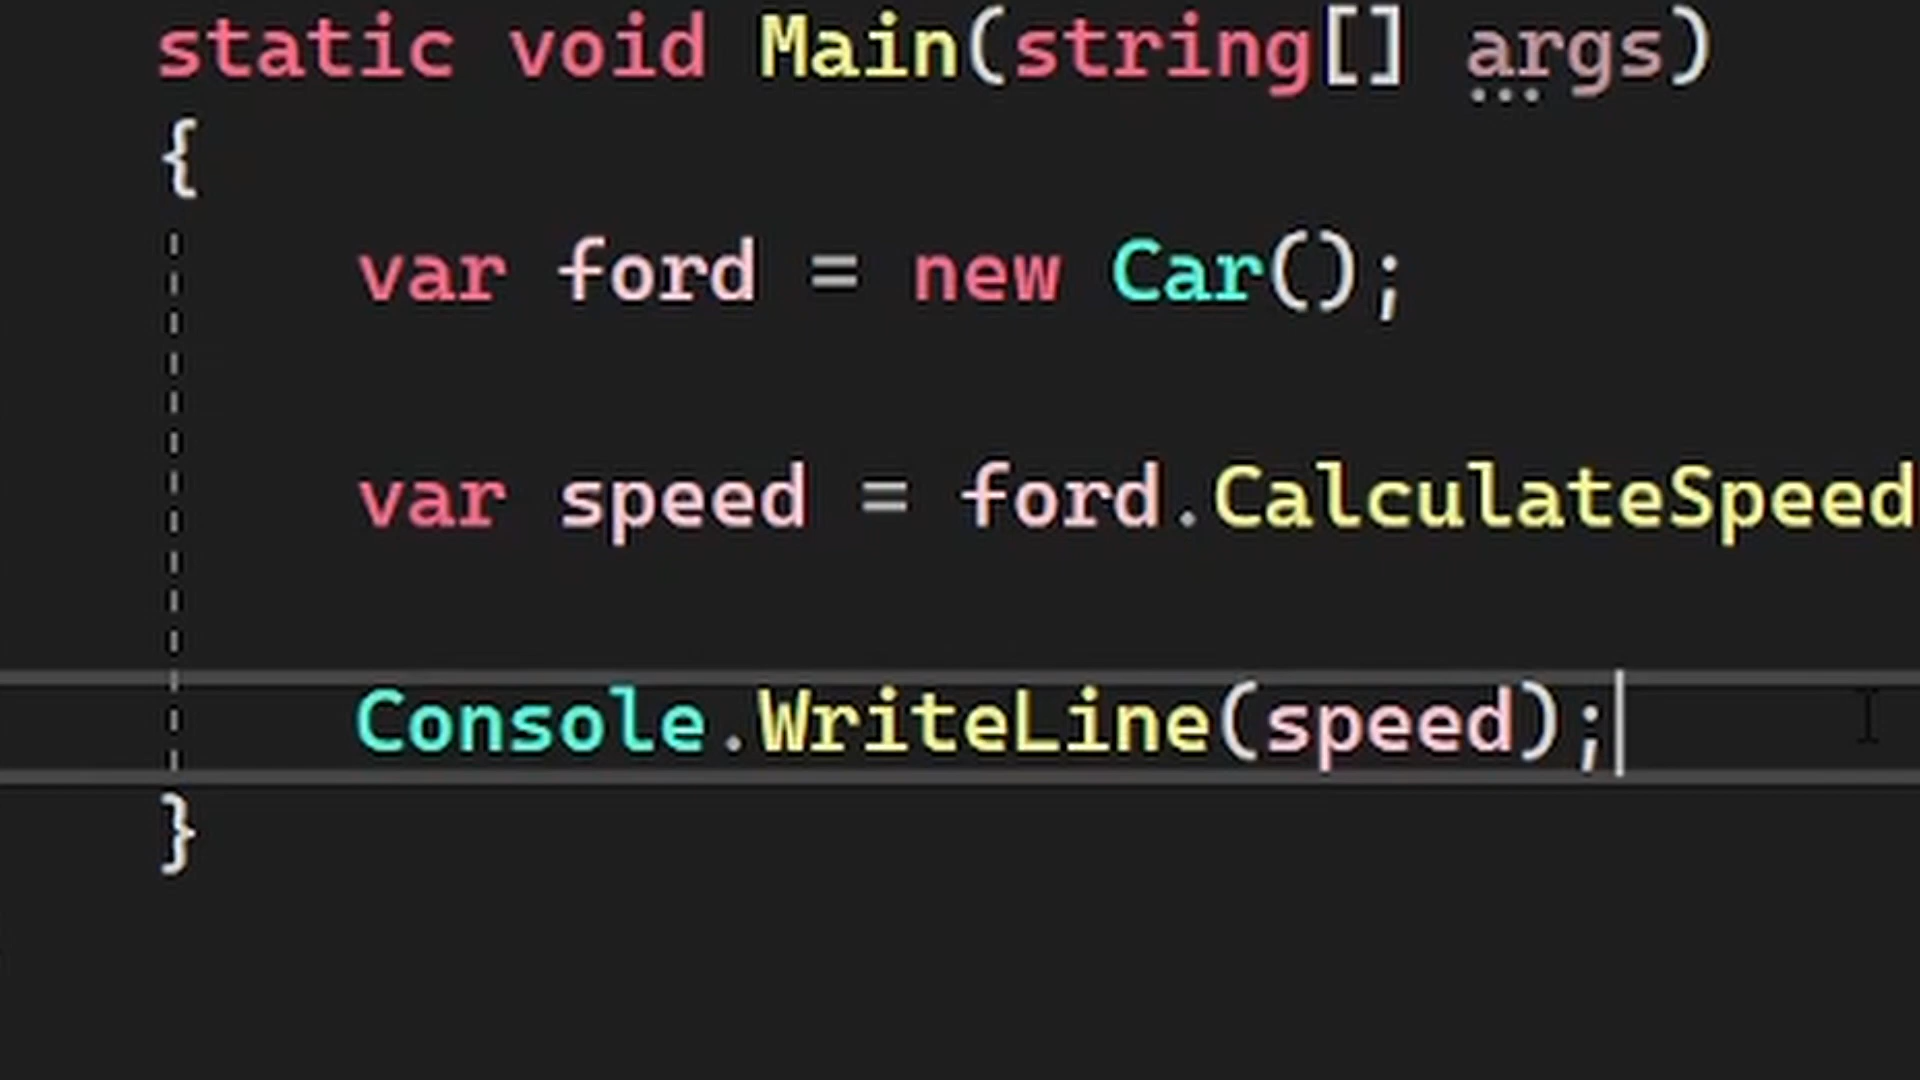 static void Main(string[] args)
{
var ford = new Car();
var speed = ford.CalculateSpeed
Console.WriteLine(speed);
}